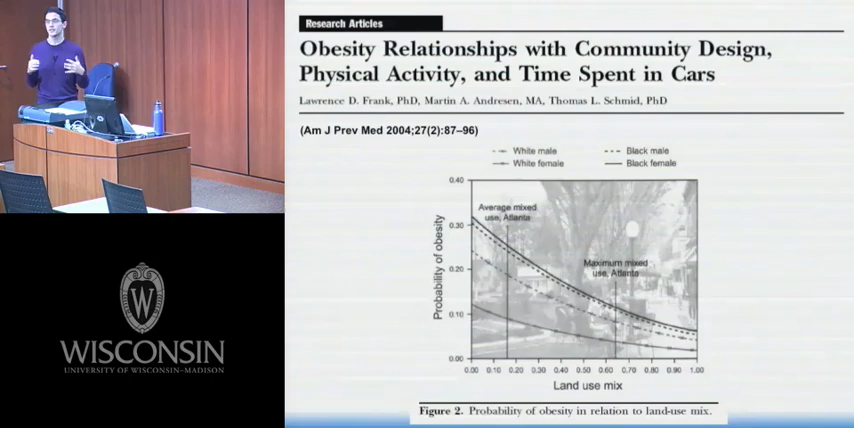 Research Articles
Obesity Relationships with Community Design,
Physical Activity, and Time Spent in Cars
Lawrence D. Frank, PhD, Martin A. Andresen, MA, Thomas L. Schmid, PhD
(Am J Prev Med 2004;27(2):87–96)
White male
Black male
White female
Black female
0.40
Average mixed
use, Atlanta
0.30
Maximum mixed
use, Atlanta
0.20
Probability of obesity
0.10
0.00
0.00 0.10 0.20 0.30 0.40 0.50 0.60 0.70 0.80 0.90 1.00
Land use mix
Figure 2. Probability of obesity in relation to land-use mix.
W
WISCONSIN
UNIVERSITY OF WISCONSIN–MADISON